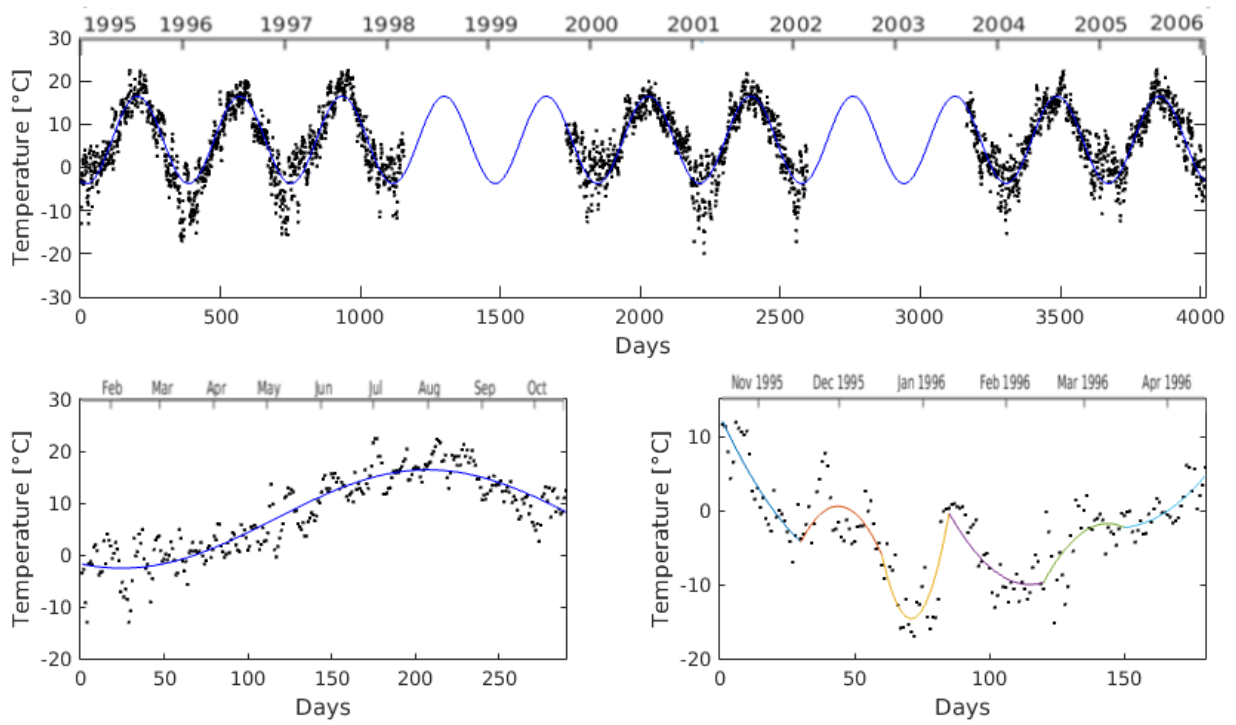 1995 1996 1997 1998 1999 2000 2001 2002 2003 2004 2005 2006
30
20
10
0
-10
-20
-30
Temperature [°C]
0 500 1000 1500 2000 2500 3000 3500 4000
Days
Feb Mar Apr May Jun Jul Aug Sep Oct
30
20
10
0
-10
-20
Temperature [°C]
0 50 100 150 200 250
Days
Nov 1995 Dec 1995 Jan 1996 Feb 1996 Mar 1996 Apr 1996
10
0
-10
-20
Temperature [°C]
0 50 100 150
Days